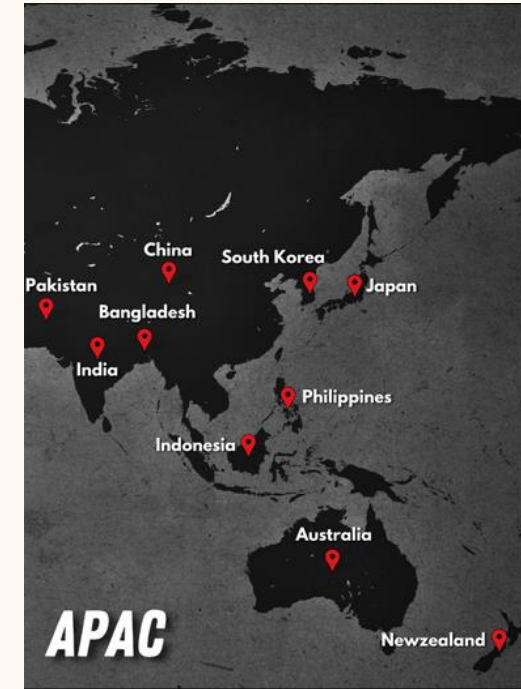 China
South Korea
Pakistan
Japan
Bangladesh
India
Philippines
Indonesia
Australia
APAC
Newzealand